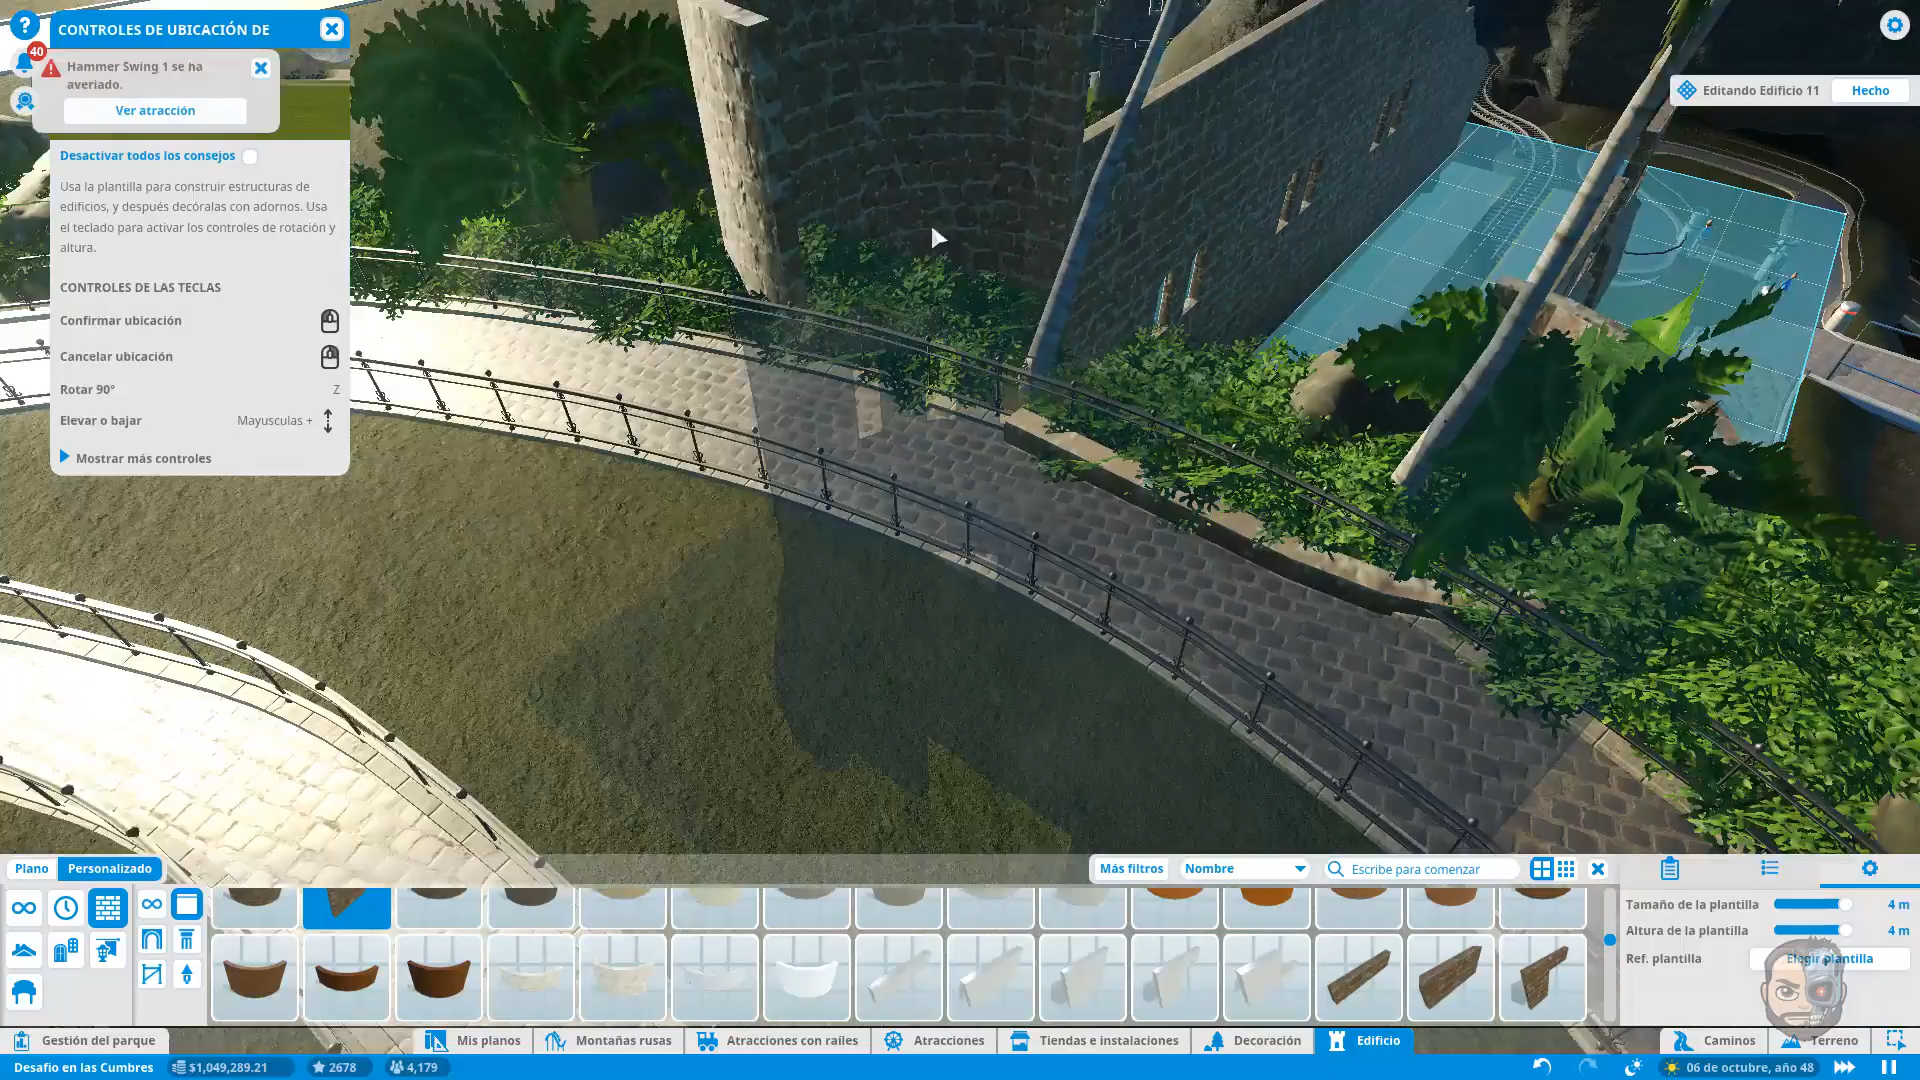 ?
CONTROLES DE UBICACIÓN DE
40
Hammer Swing 1 se ha
averiado.
Ver atracción
Desactivar todos los consejos
Usa la plantilla para construir estructuras de
edificios, y después decóralas con adornos. Usa
el teclado para activar los controles de rotación y
altura.
CONTROLES DE LAS TECLAS
Confirmar ubicación
Cancelar ubicación
Rotar 90° Z
Elevar o bajar Mayusculas +
Mostrar más controles
Editando Edificio 11 Hecho
Plano Personalizado
Más filtros Nombre Escribe para comenzar
Tamaño de la plantilla 4 m
Altura de la plantilla 4 m
Ref. plantilla Elegir plantilla
Gestión del parque Mis planos Montañas rusas Atracciones con raíles Atracciones Tiendas e instalaciones Decoración Edificio Caminos Terreno
Desafio en las Cumbres $1,049,289.21 2678 4,179 06 de octubre, año 48